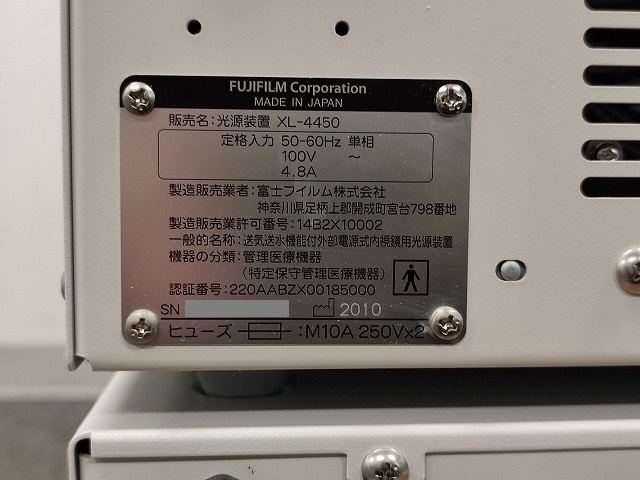 FUJIFILM Corporation
MADE IN JAPAN
販売名：光源装置 XL-4450
定格入力 50-60Hz 単相
100V ～
4.8A
製造販売業者：富士フイルム株式会社
神奈川県足柄上郡開成町宮台798番地
製造販売業許可番号：14B2X10002
一般的名称：送気送水機能付外部電源式内視鏡用光源装置
機器の分類：管理医療機器
（特定保守管理医療機器）
認証番号：220AABZX00185000
SN 2010
ヒューズ ：M10A 250V×2